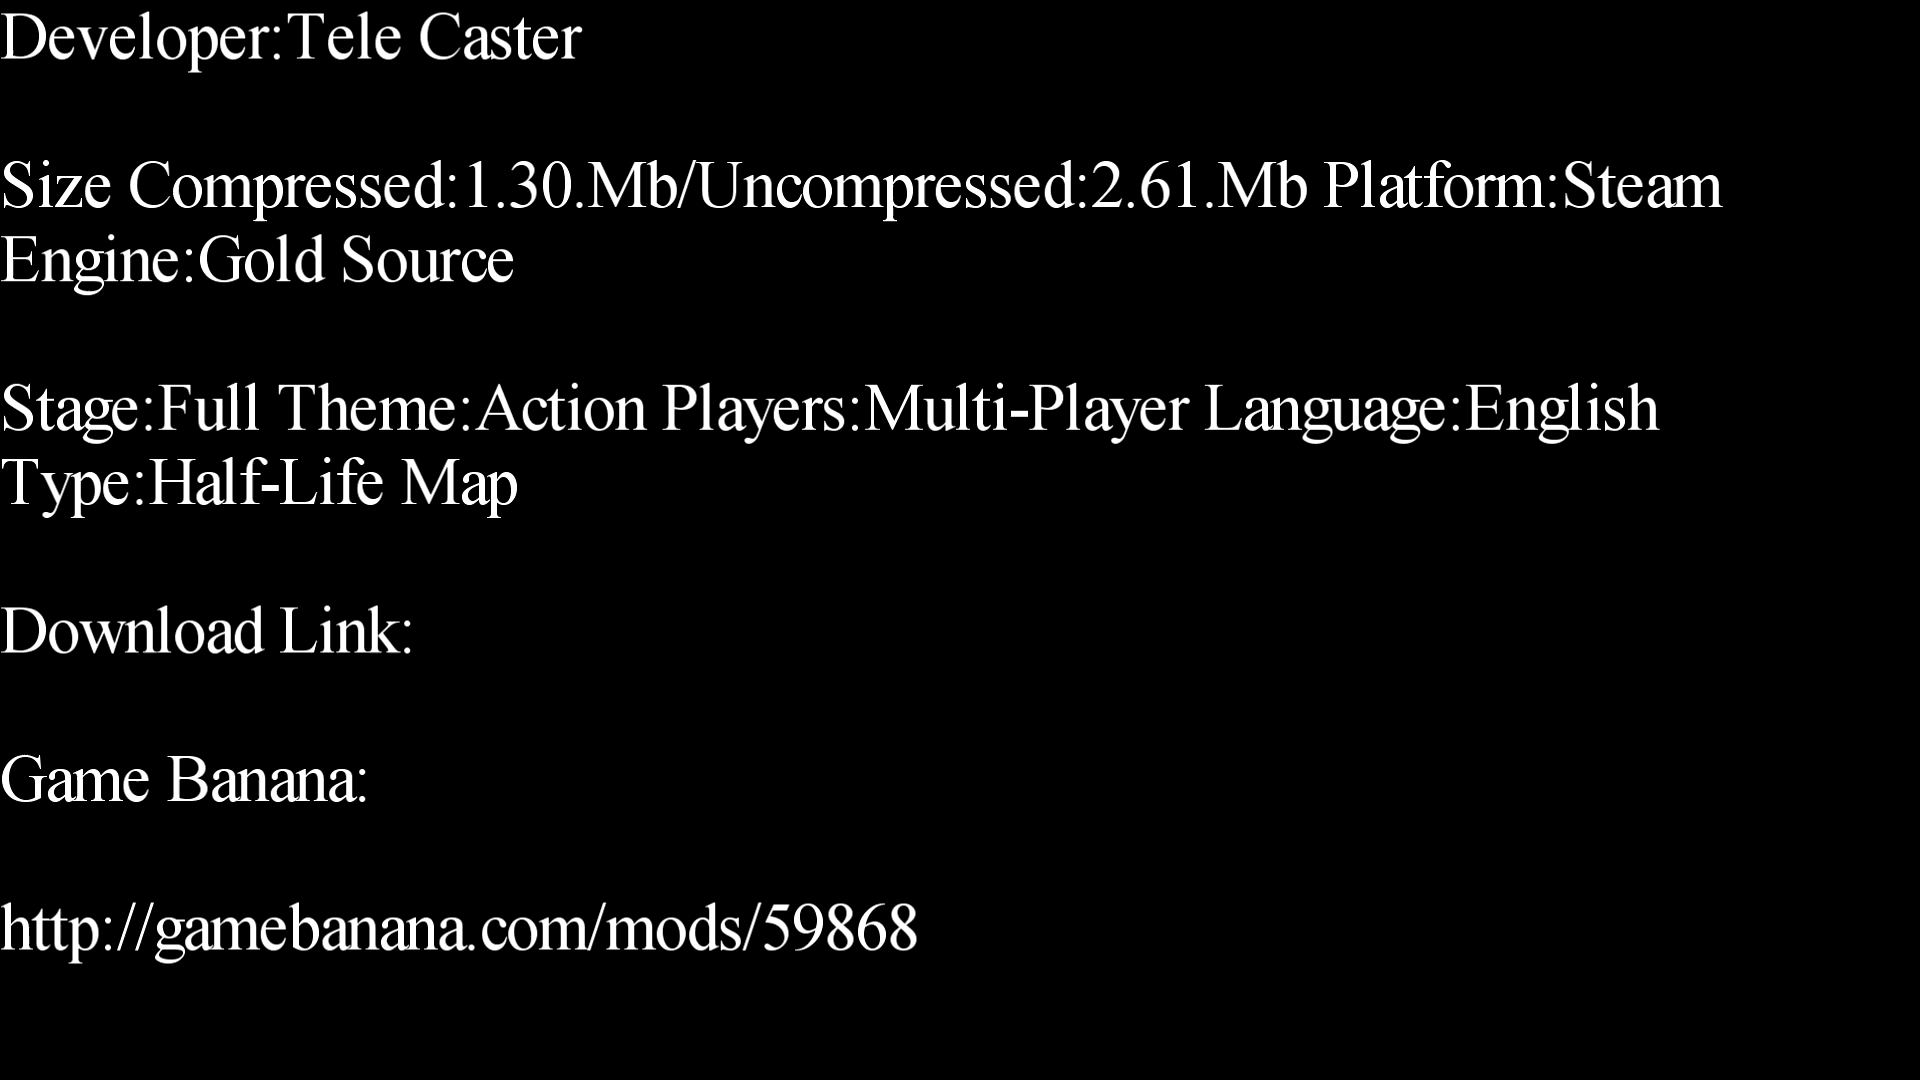 Developer:Tele Caster
Size Compressed:1.30.Mb/Uncompressed:2.61.Mb Platform:Steam
Engine:Gold Source
Stage:Full Theme:Action Players:Multi-Player Language:English
Type:Half-Life Map
Download Link:
Game Banana:
http://gamebanana.com/mods/59868